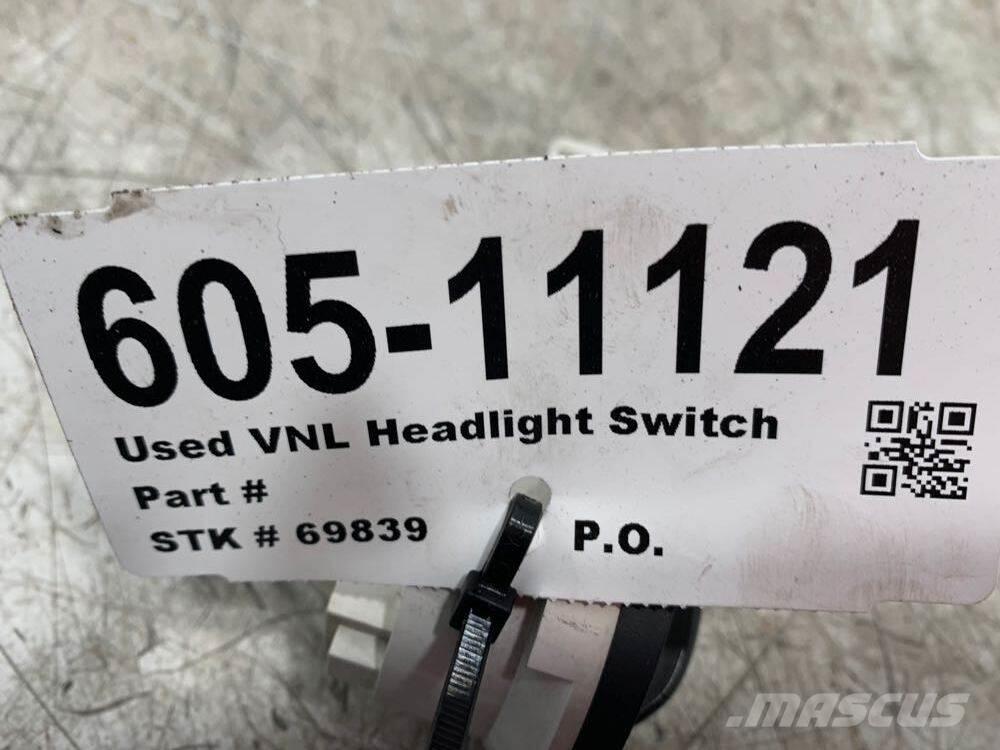 605-11121
Used VNL Headlight Switch
Part #
STK # 69839 P.O.
MASCUS